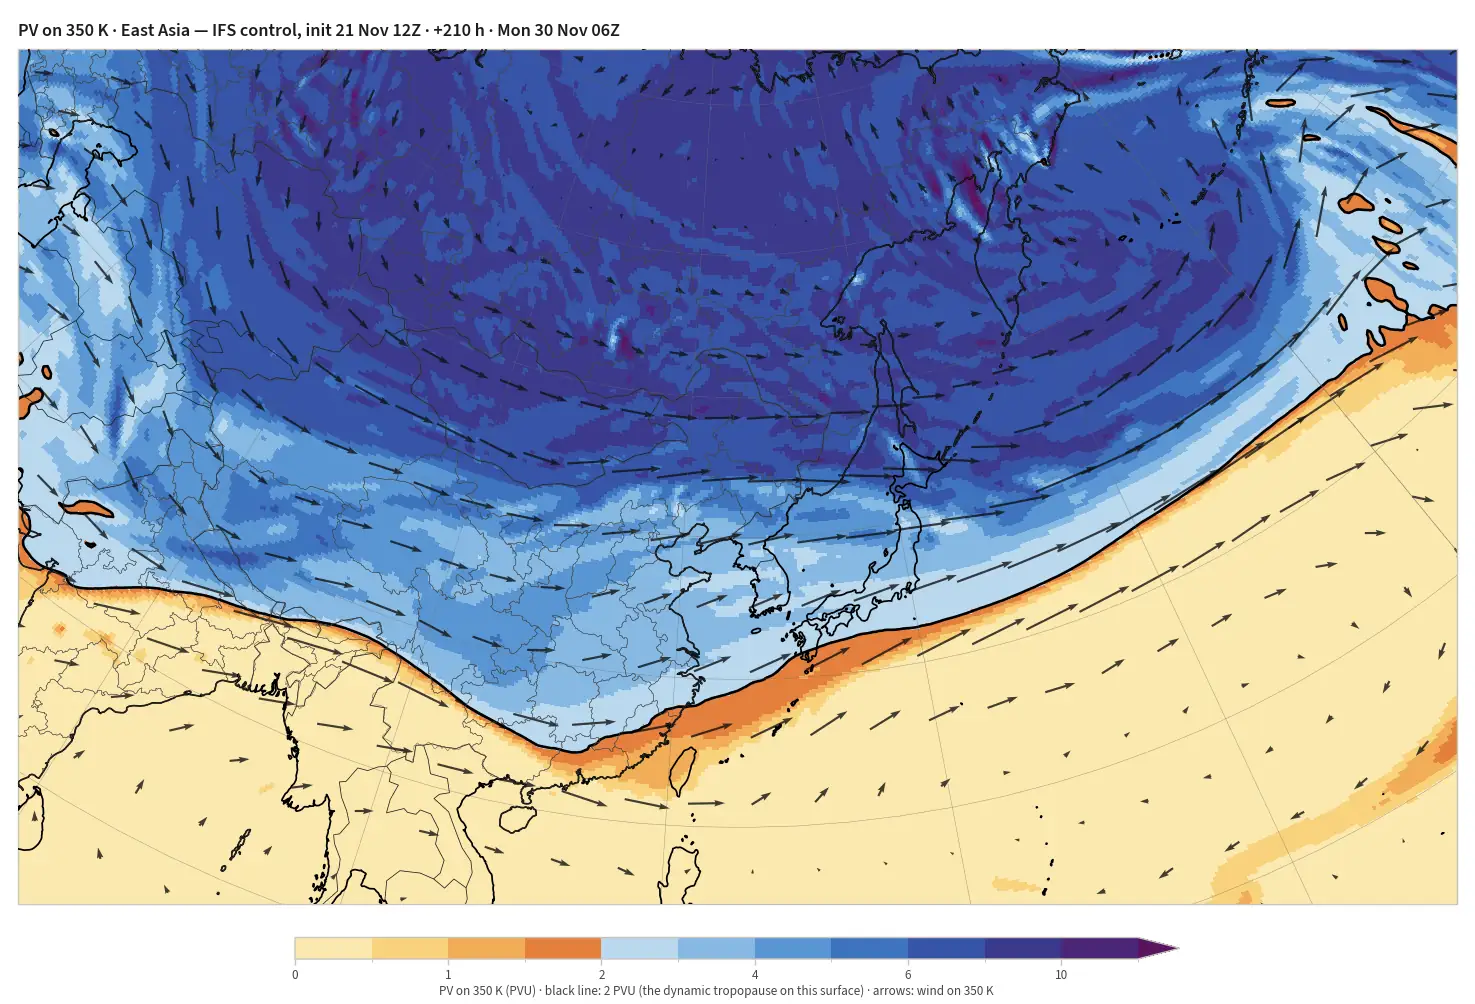 PV on 350 K · East Asia — IFS control, init 21 Nov 12Z · +210 h · Mon 30 Nov 06Z
0 1 2 4 6 10
PV on 350 K (PVU) · black line: 2 PVU (the dynamic tropopause on this surface) · arrows: wind on 350 K